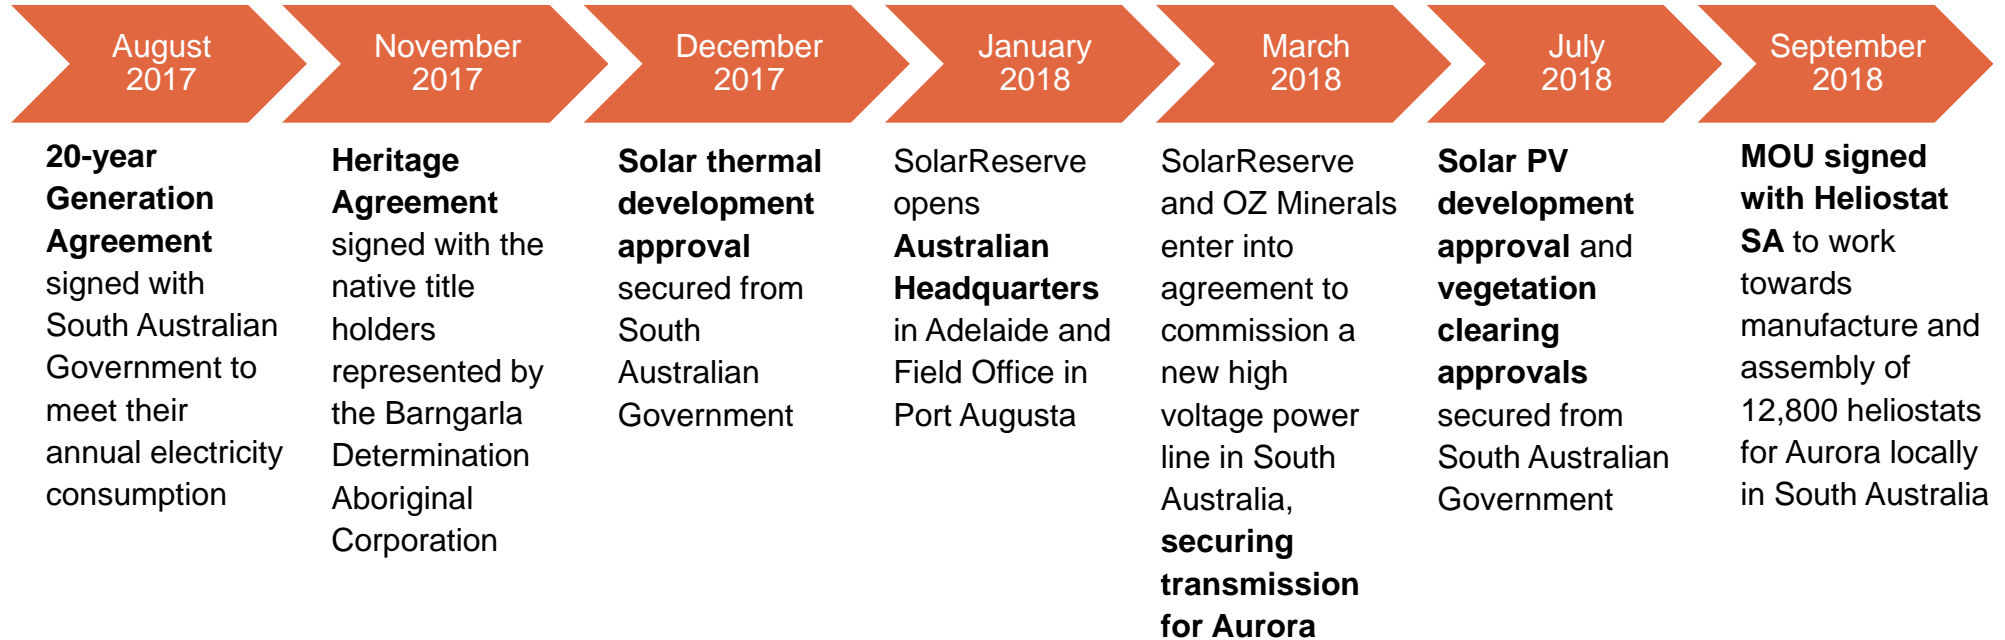 August
2017
November
2017
December
2017
January
2018
March
2018
July
2018
September
2018
20-year
Generation
Agreement
signed with
South Australian
Government to
meet their
annual electricity
consumption
Heritage
Agreement
signed with the
native title
holders
represented by
the Barngarla
Determination
Aboriginal
Corporation
Solar thermal
development
approval
secured from
South
Australian
Government
SolarReserve
opens
Australian
Headquarters
in Adelaide and
Field Office in
Port Augusta
SolarReserve
and OZ Minerals
enter into
agreement to
commission a
new high
voltage power
line in South
Australia,
securing
transmission
for Aurora
Solar PV
development
approval and
vegetation
clearing
approvals
secured from
South Australian
Government
MOU signed
with Heliostat
SA to work
towards
manufacture and
assembly of
12,800 heliostats
for Aurora locally
in South Australia